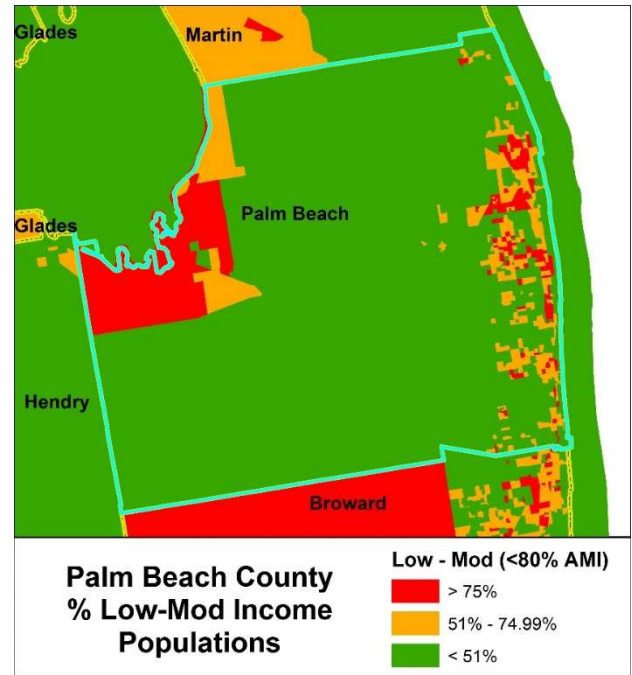 Glades
Martin
Palm Beach
Glades
Hendry
Broward
Palm Beach County
% Low-Mod Income
Populations
Low - Mod (<80% AMI)
> 75%
51% - 74.99%
< 51%